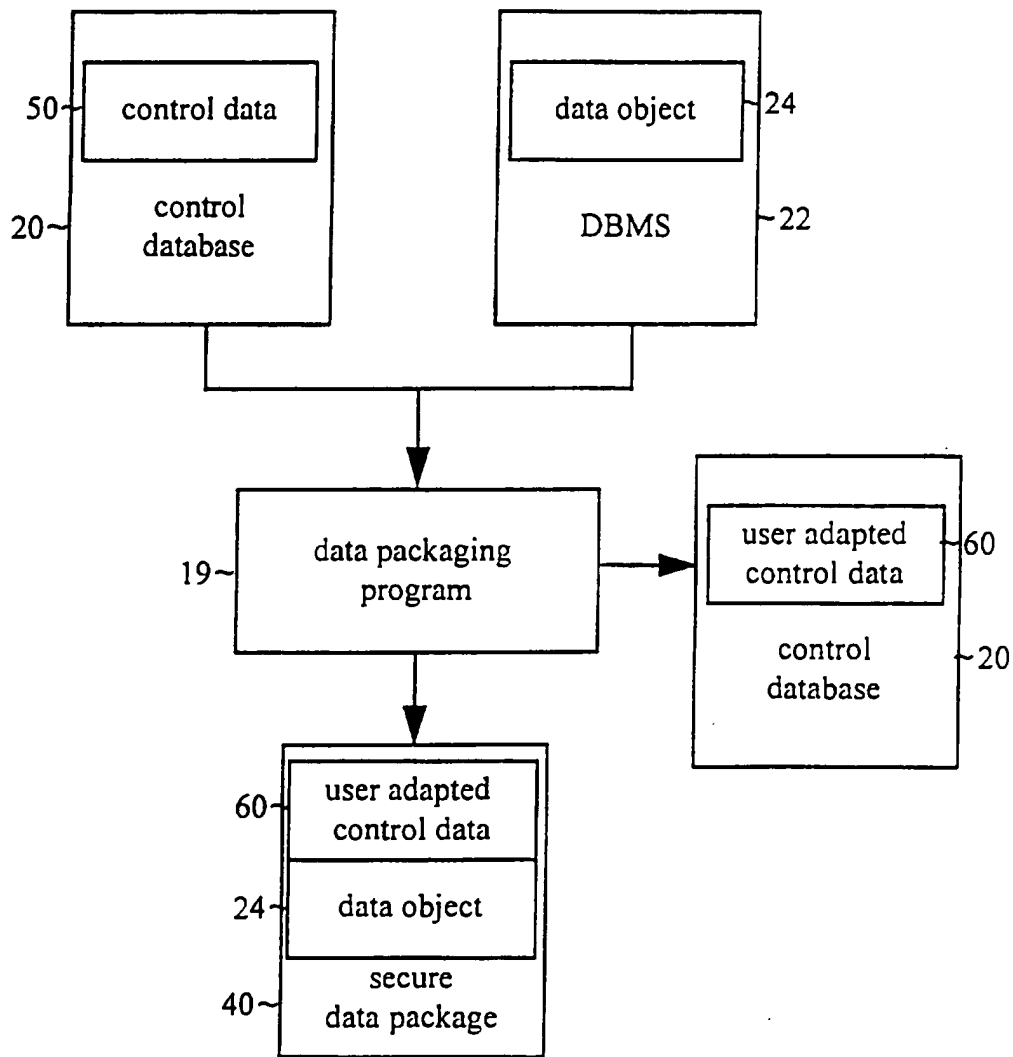 50~ control data
data object ~24
20~ control
database
DBMS ~22
19~ data packaging
program
user adapted ~60
control data
control ~20
database
60~ user adapted
control data
24~ data object
secure
40~ data package